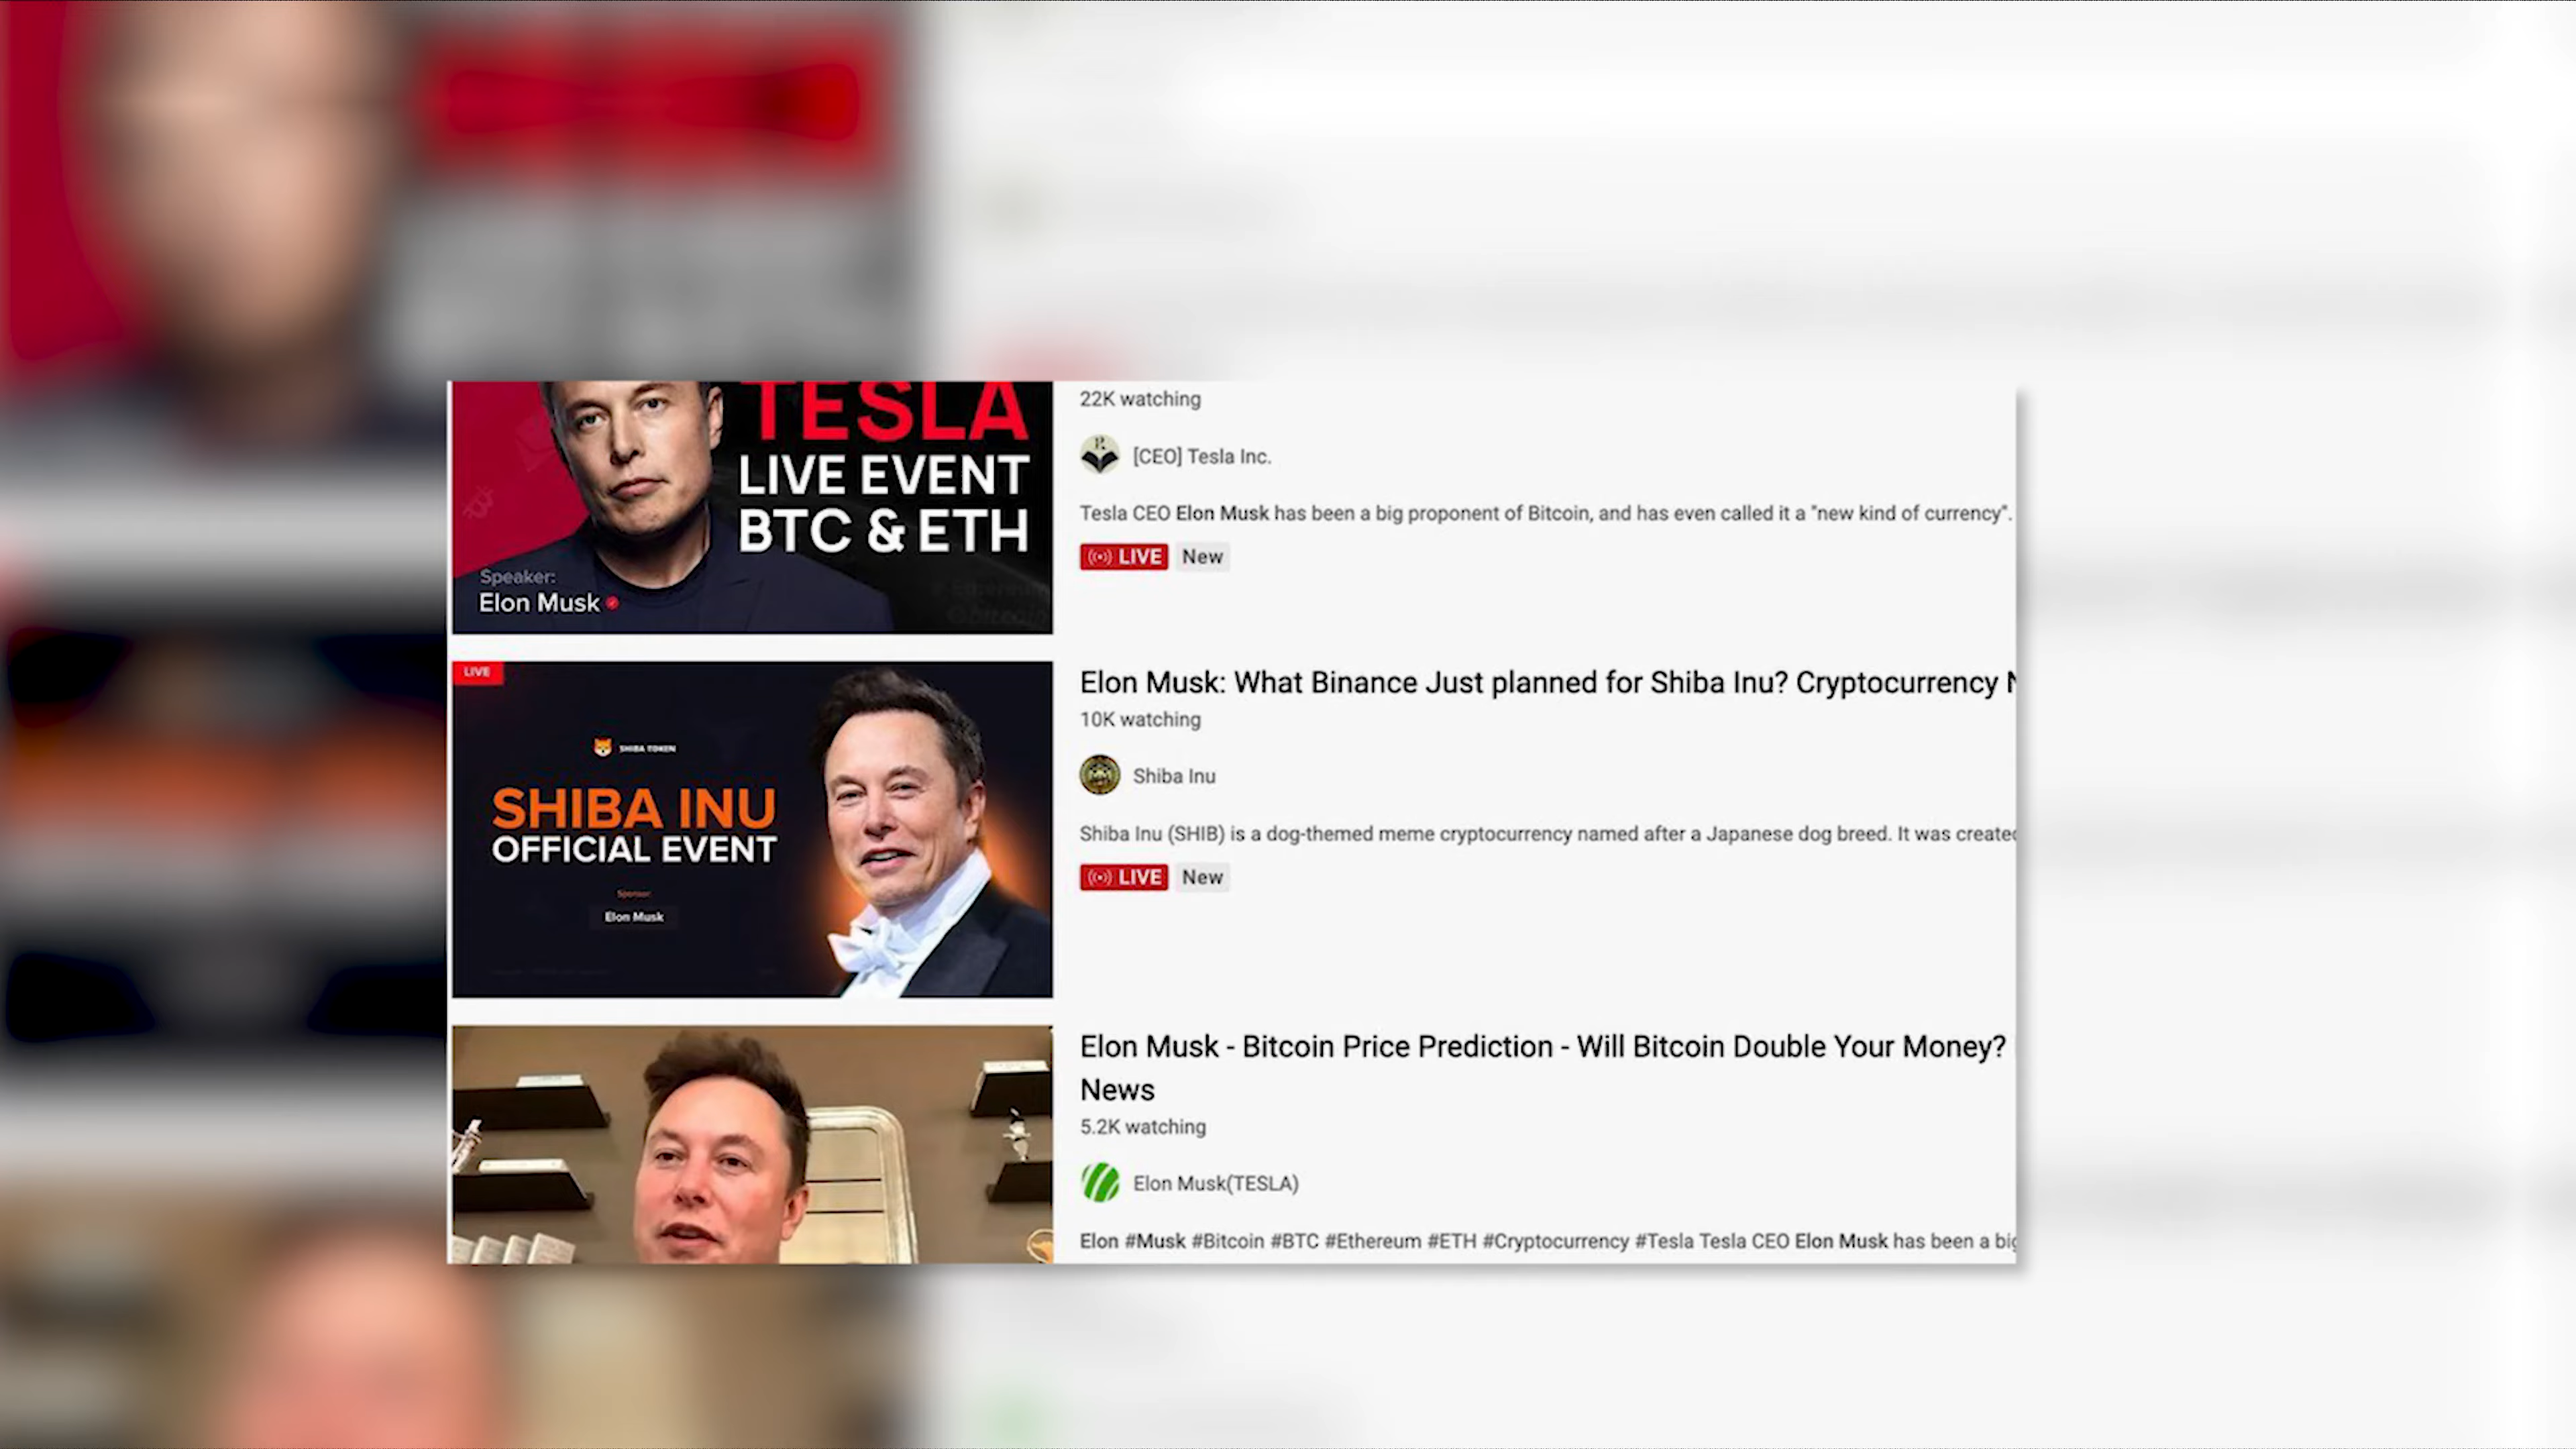 TESLA
LIVE EVENT
BTC & ETH
Speaker:
Elon Musk
22K watching
[CEO] Tesla Inc.
Tesla CEO Elon Musk has been a big proponent of Bitcoin, and has even called it a "new kind of currency".
LIVE New
LIVE
SHIBA TOKEN
SHIBA INU
OFFICIAL EVENT
Elon Musk
Elon Musk: What Binance Just planned for Shiba Inu? Cryptocurrency
10K watching
Shiba Inu
Shiba Inu (SHIB) is a dog-themed meme cryptocurrency named after a Japanese dog breed. It was created
LIVE New
Elon Musk - Bitcoin Price Prediction - Will Bitcoin Double Your Money?
News
5.2K watching
Elon Musk(TESLA)
Elon #Musk #Bitcoin #BTC #Ethereum #ETH #Cryptocurrency #Tesla Tesla CEO Elon Musk has been a big